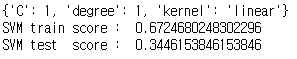 {'C': 1, 'degree': 1, 'kernel': 'linear'}
SVM train score :  0.6724680248302296
SVM test  score :  0.3446153846153846